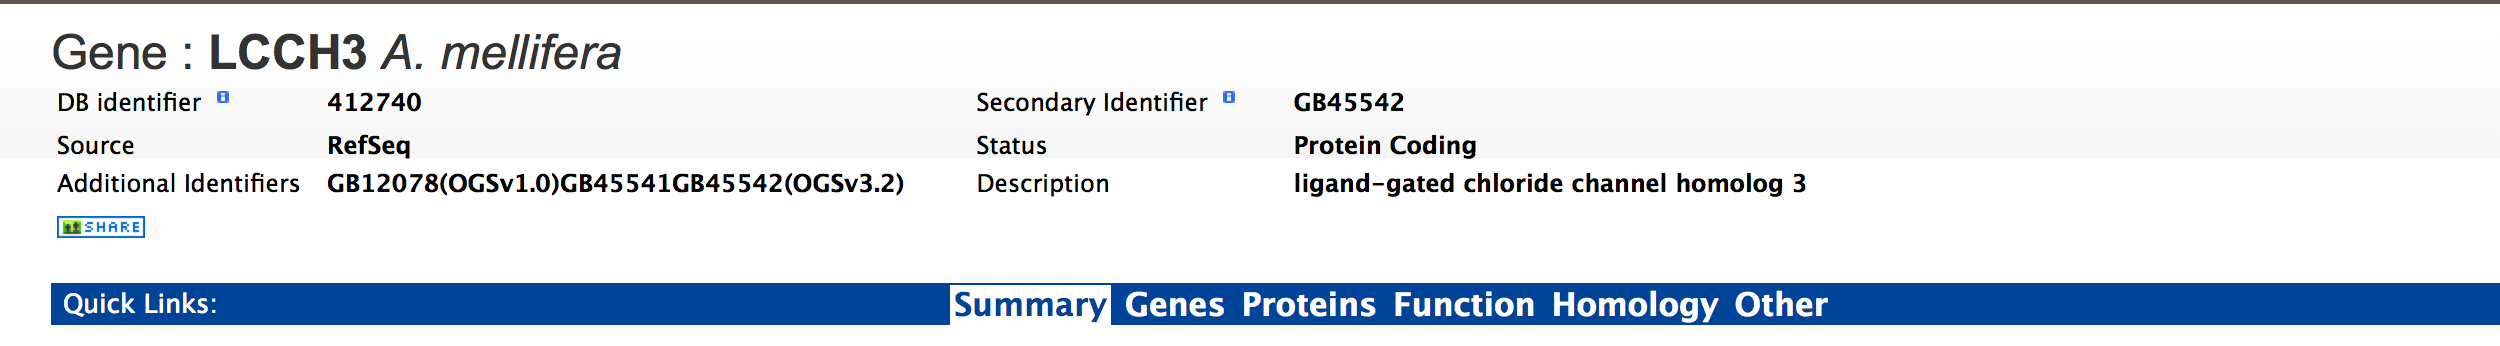 Gene : LCCH3 A. mellifera
DB identifier 412740 Secondary Identifier GB45542
Source RefSeq Status Protein Coding
Additional Identifiers GB12078(OGSv1.0)GB45541GB45542(OGSv3.2) Description ligand-gated chloride channel homolog 3
SHARE
Quick Links: Summary Genes Proteins Function Homology Other